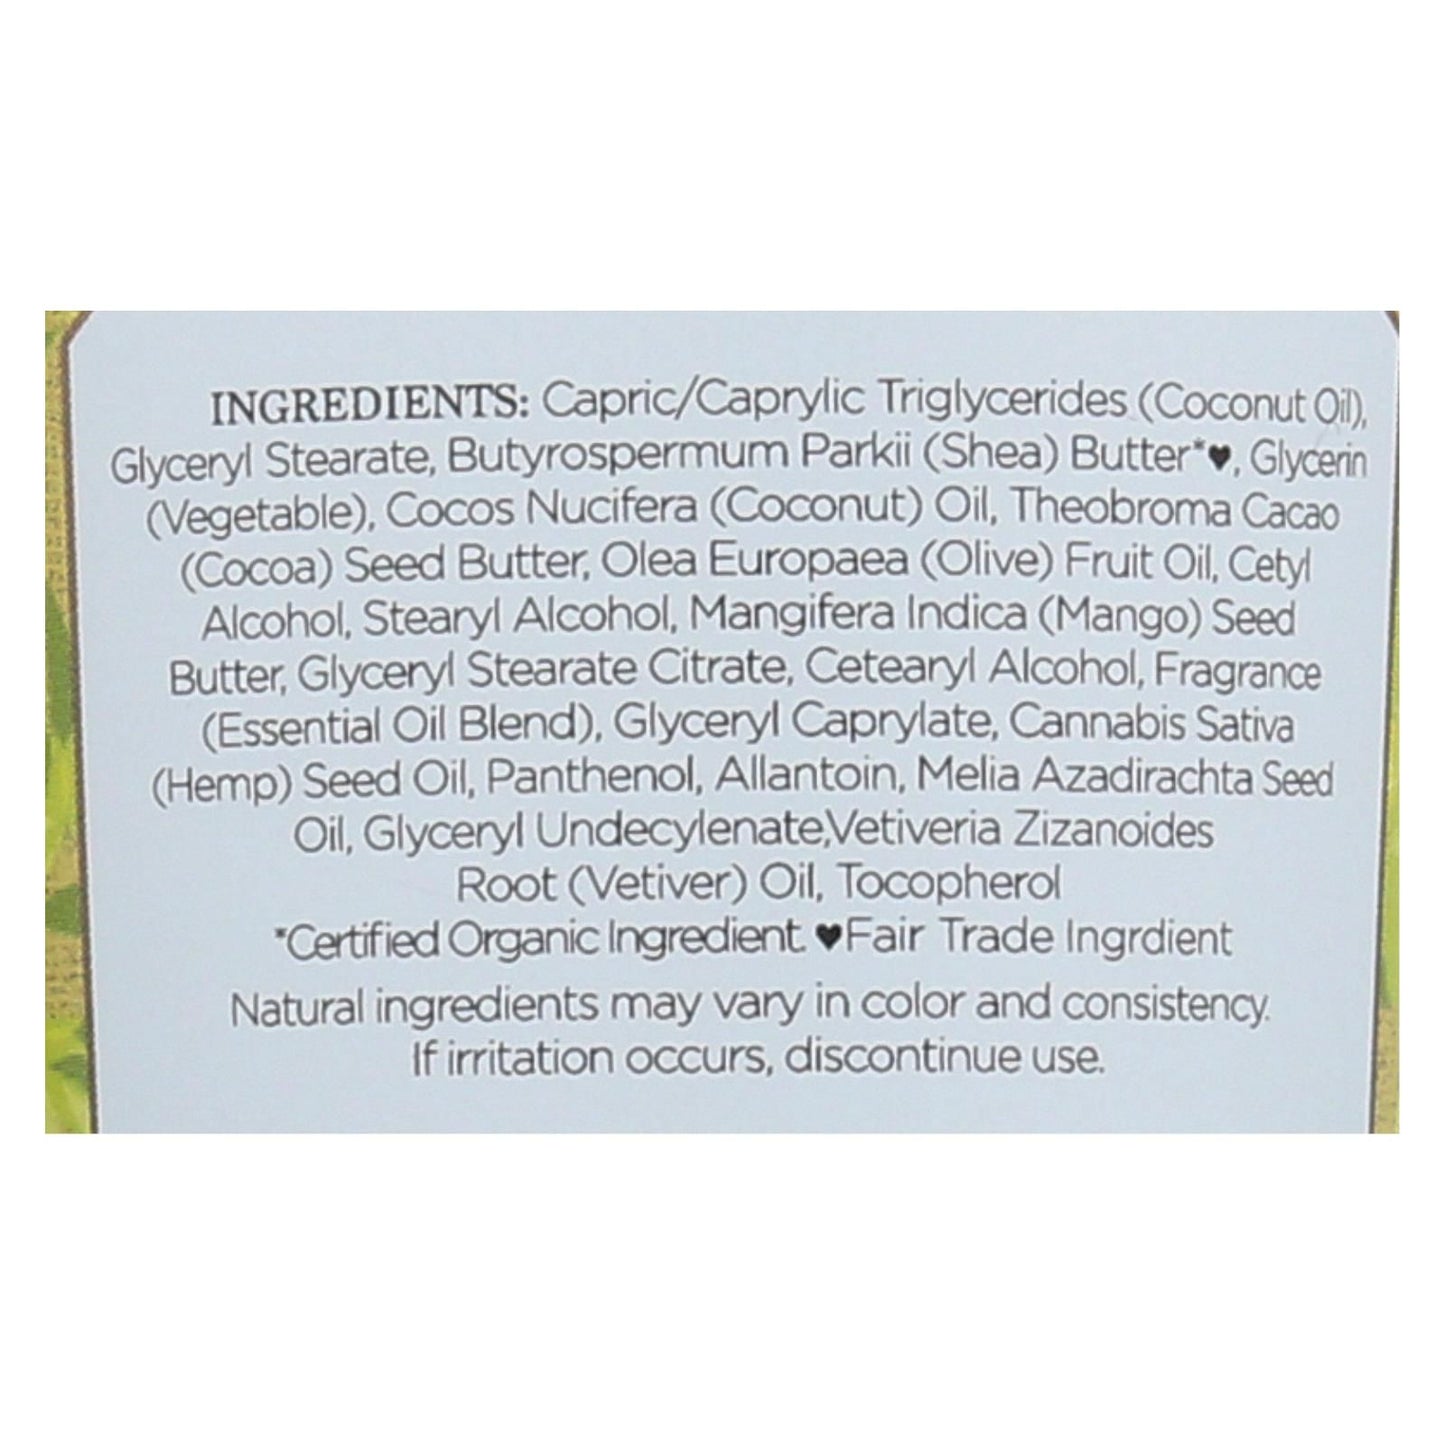 INGREDIENTS: Capric/Caprylic Triglycerides (Coconut Oil),
Glyceryl Stearate, Butyrospermum Parkii (Shea) Butter*♥, Glycerin
(Vegetable), Cocos Nucifera (Coconut) Oil, Theobroma Cacao
(Cocoa) Seed Butter, Olea Europaea (Olive) Fruit Oil, Cetyl
Alcohol, Stearyl Alcohol, Mangifera Indica (Mango) Seed
Butter, Glyceryl Stearate Citrate, Cetearyl Alcohol, Fragrance
(Essential Oil Blend), Glyceryl Caprylate, Cannabis Sativa
(Hemp) Seed Oil, Panthenol, Allantoin, Melia Azadirachta Seed
Oil, Glyceryl Undecylenate,Vetiveria Zizanoides
Root (Vetiver) Oil, Tocopherol
*Certified Organic Ingredient. ♥Fair Trade Ingrdient
Natural ingredients may vary in color and consistency.
If irritation occurs, discontinue use.